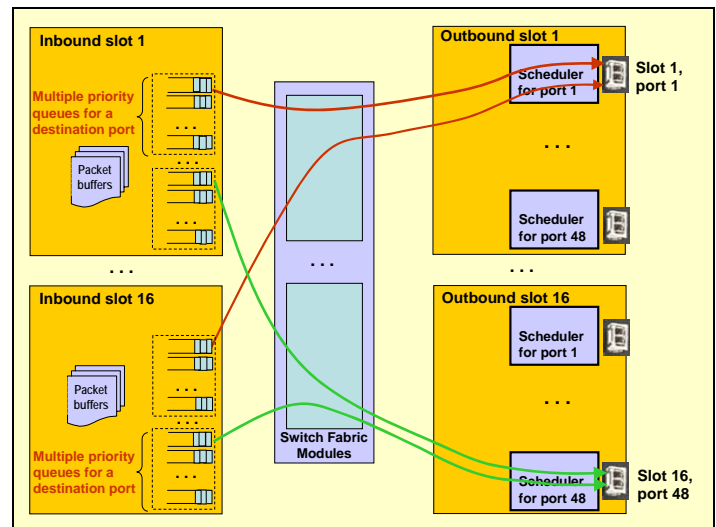 Inbound slot 1
Multiple priority
queues for a
destination port
. . .
. . .
Packet
buffers
. . .
. . .
Inbound slot 16
. . .
. . .
Packet
buffers
Multiple priority
queues for a
destination port
...
. . .
Switch Fabric
Modules
Outbound slot 1
Scheduler
for port 1
Slot 1,
port 1
. . .
Scheduler
for port 48
. . .
Outbound slot 16
Scheduler
for port 1
. . .
Scheduler
for port 48
Slot 16,
port 48